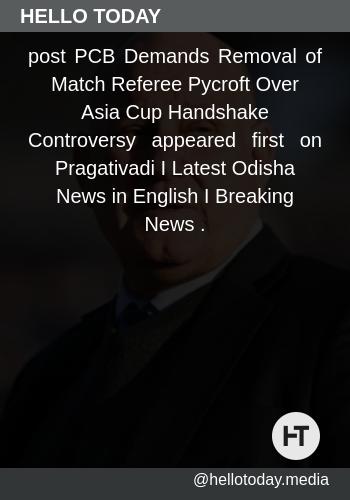 HELLO TODAY
post PCB Demands Removal of
Match Referee Pycroft Over
Asia Cup Handshake
Controversy appeared first on
Pragativadi I Latest Odisha
News in English I Breaking
News .
HT
@hellotoday.media